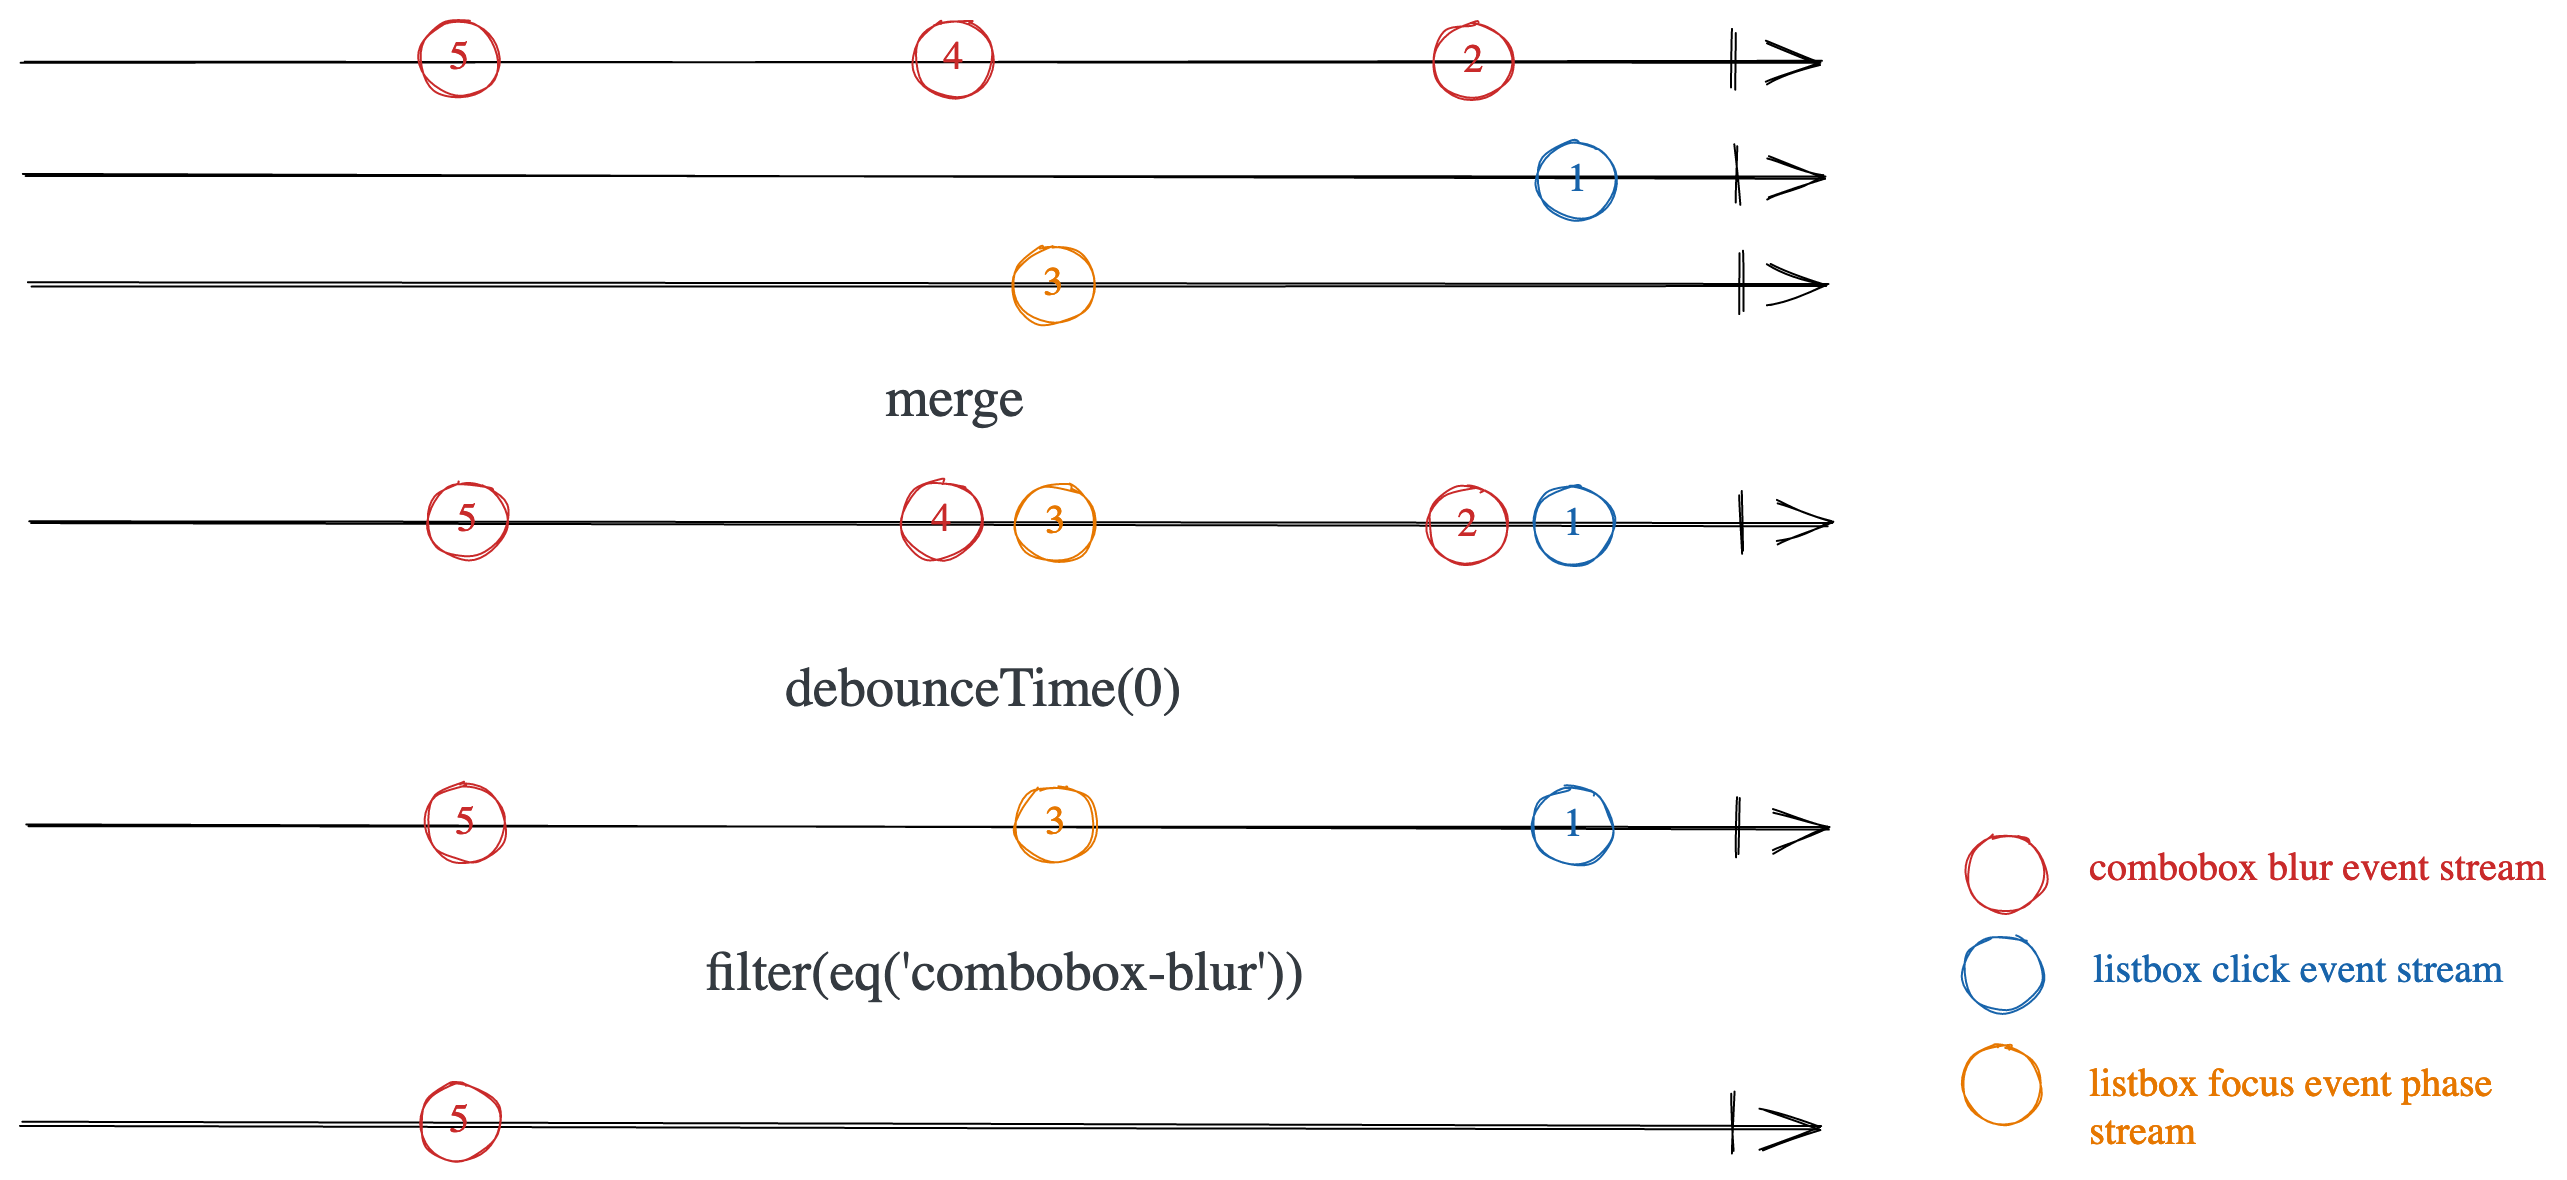 5 4 2
1
3
merge
5 4 3 2 1
debounceTime(0)
5 3 1
filter(eq('combobox-blur'))
5
combobox blur event stream
listbox click event stream
listbox focus event phase
stream